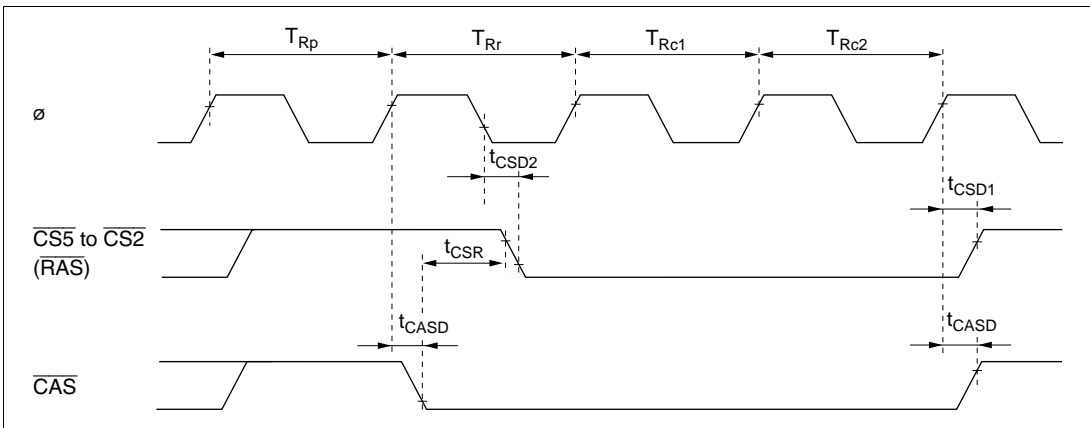 TRp TRr TRc1 TRc2
ø
tCSD2
tCSD1
CS5 to CS2
(RAS)
tCSR
tCASD tCASD
CAS